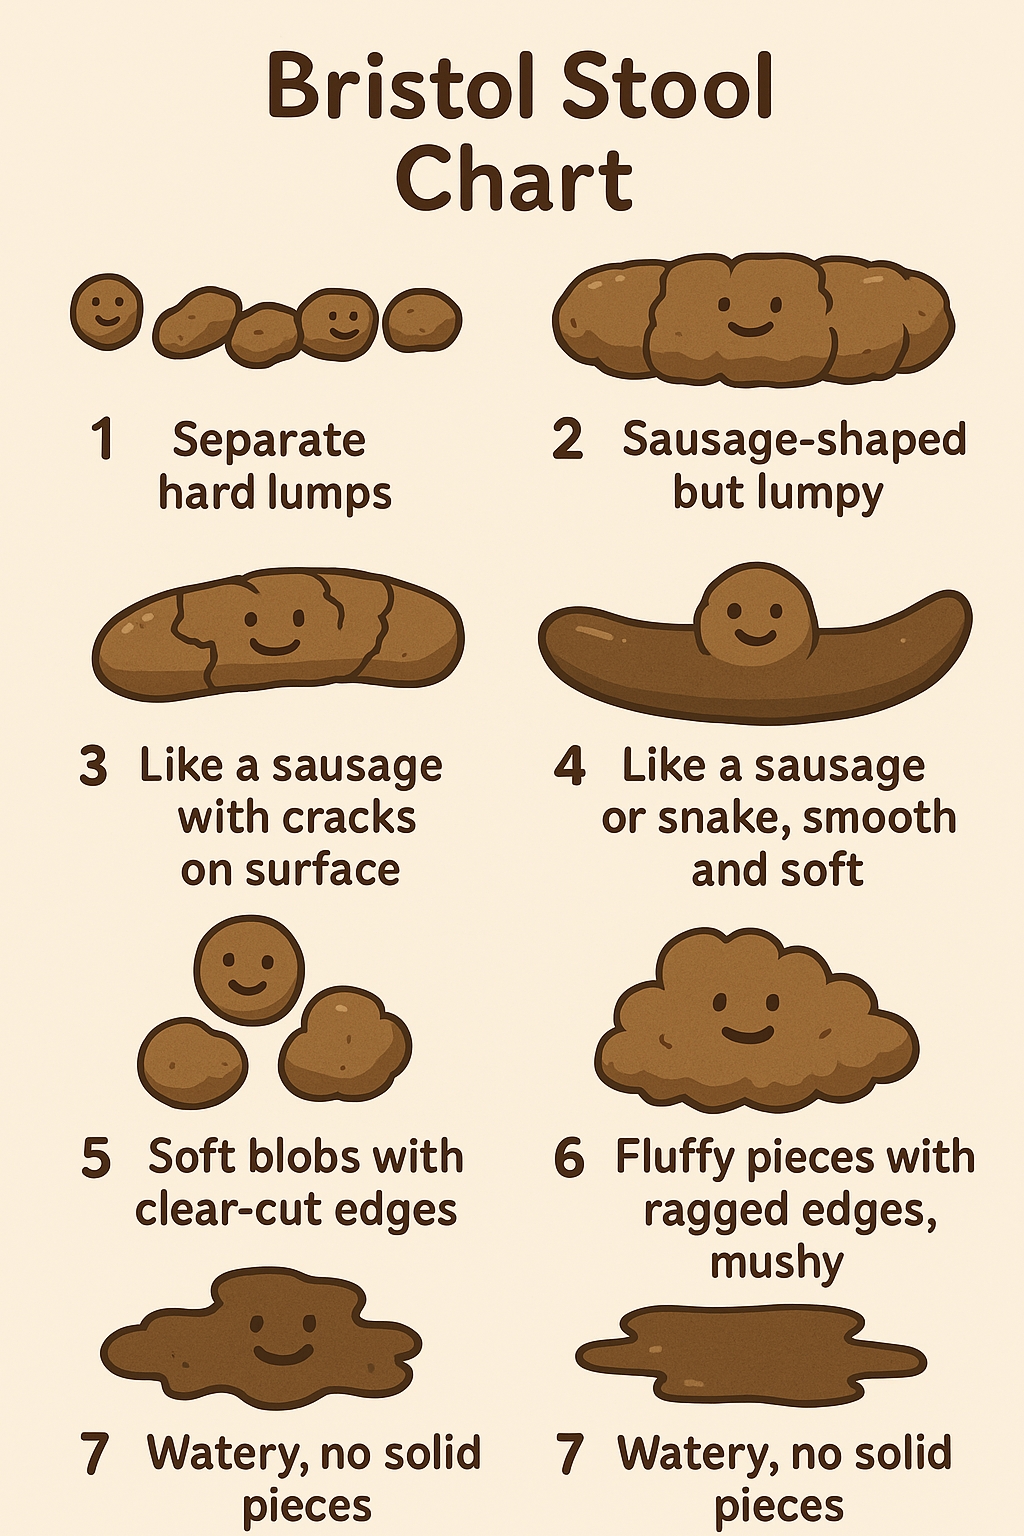 Bristol Stool
Chart
1 Separate
hard lumps
2 Sausage-shaped
but lumpy
3 Like a sausage
with cracks
on surface
4 Like a sausage
or snake, smooth
and soft
5 Soft blobs with
clear-cut edges
6 Fluffy pieces with
ragged edges,
mushy
7 Watery, no solid
pieces
7 Watery, no solid
pieces